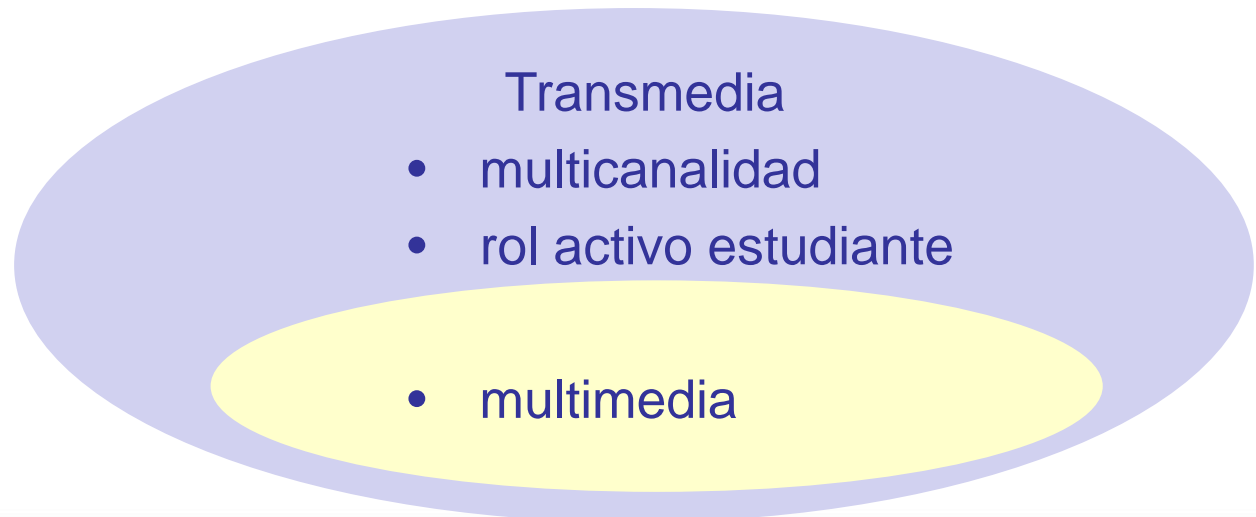 Transmedia
• multicanalidad
• rol activo estudiante
• multimedia